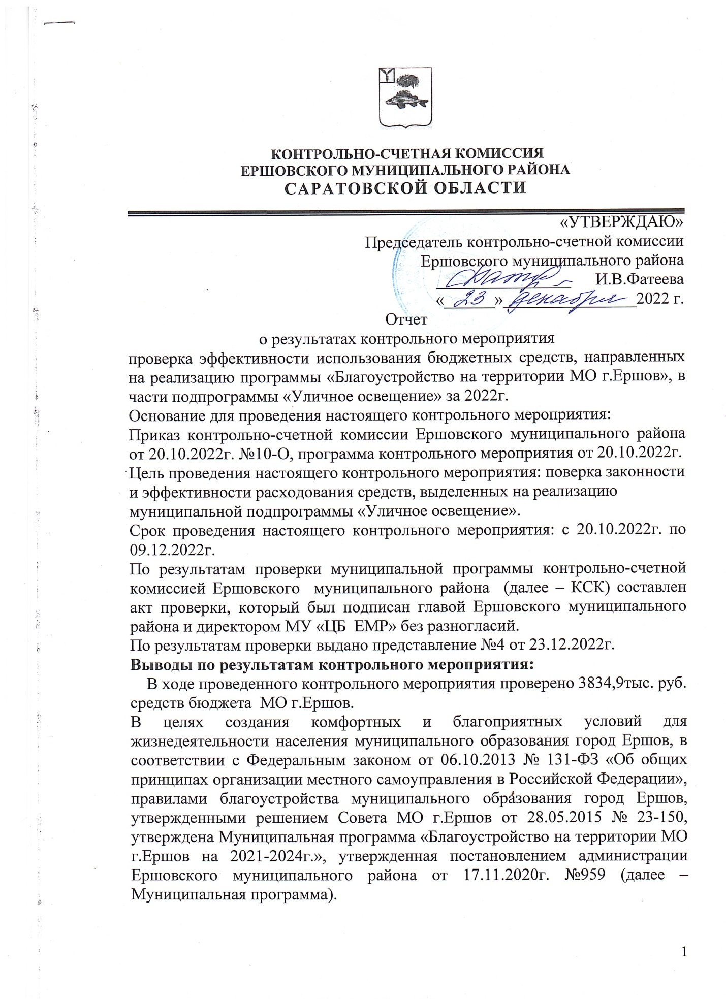 КОНТРОЛЬНО-СЧЕТНАЯ КОМИССИЯ
ЕРШОВСКОГО МУНИЦИПАЛЬНОГО РАЙОНА
САРАТОВСКОЙ ОБЛАСТИ
«УТВЕРЖДАЮ»
Председатель контрольно-счетной комиссии
Ершовского муниципального района
И.В.Фатеева
« 23 » декабря 2022 г.
Отчет
о результатах контрольного мероприятия
проверка эффективности использования бюджетных средств, направленных
на реализацию программы «Благоустройство на территории МО г.Ершов», в
части подпрограммы «Уличное освещение» за 2022г.
Основание для проведения настоящего контрольного мероприятия:
Приказ контрольно-счетной комиссии Ершовского муниципального района
от 20.10.2022г. №10-О, программа контрольного мероприятия от 20.10.2022г.
Цель проведения настоящего контрольного мероприятия: поверка законности
и эффективности расходования средств, выделенных на реализацию
муниципальной подпрограммы «Уличное освещение».
Срок проведения настоящего контрольного мероприятия: с 20.10.2022г. по
09.12.2022г.
По результатам проверки муниципальной программы контрольно-счетной
комиссией Ершовского муниципального района (далее – КСК) составлен
акт проверки, который был подписан главой Ершовского муниципального
района и директором МУ «ЦБ ЕМР» без разногласий.
По результатам проверки выдано представление №4 от 23.12.2022г.
Выводы по результатам контрольного мероприятия:
В ходе проведенного контрольного мероприятия проверено 3834,9тыс. руб.
средств бюджета МО г.Ершов.
В целях создания комфортных и благоприятных условий для
жизнедеятельности населения муниципального образования город Ершов, в
соответствии с Федеральным законом от 06.10.2013 № 131-ФЗ «Об общих
принципах организации местного самоуправления в Российской Федерации»,
правилами благоустройства муниципального образования город Ершов,
утвержденными решением Совета МО г.Ершов от 28.05.2015 № 23-150,
утверждена Муниципальная программа «Благоустройство на территории МО
г.Ершов на 2021-2024г.», утвержденная постановлением администрации
Ершовского муниципального района от 17.11.2020г. №959 (далее –
Муниципальная программа).
1